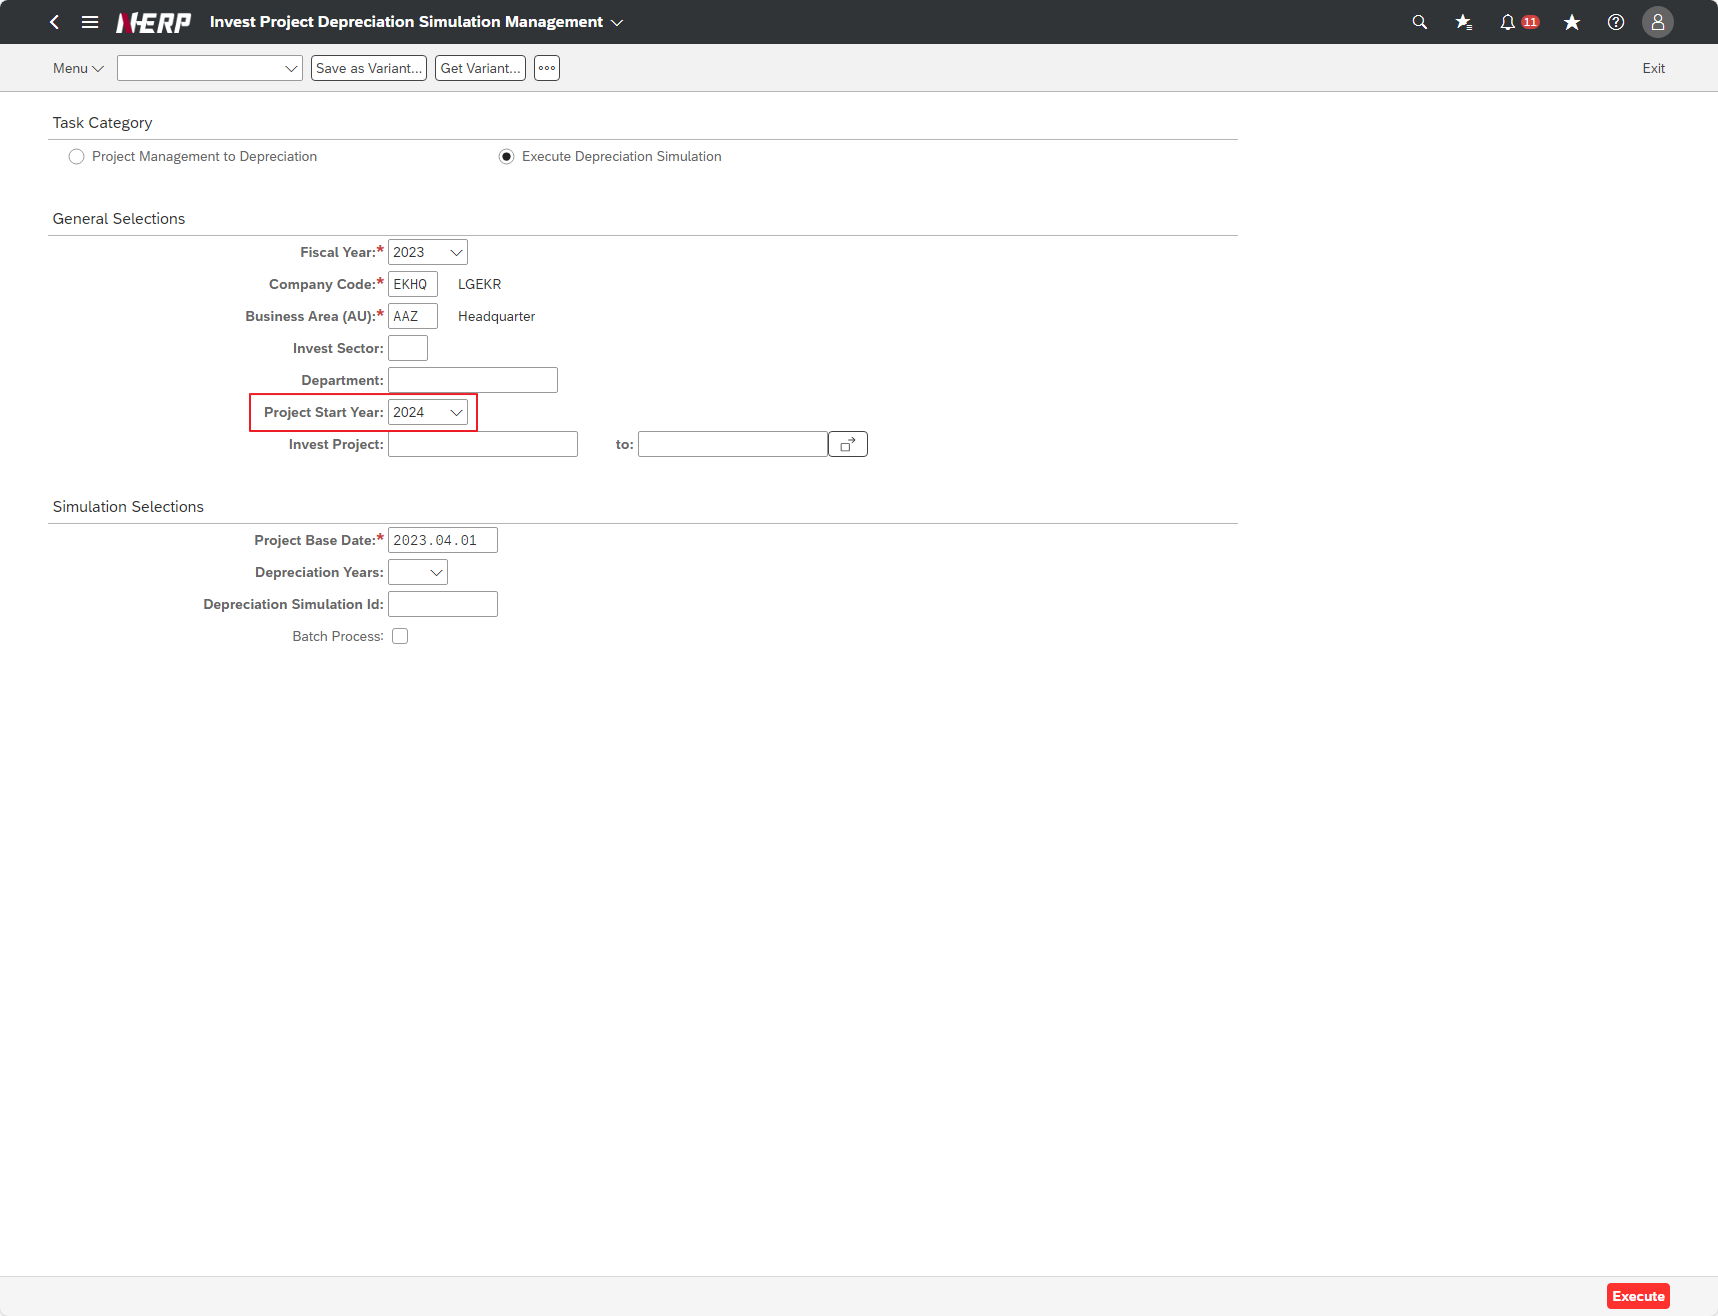 NERP Invest Project Depreciation Simulation Management 11
Menu Save as Variant... Get Variant... Exit
Task Category
Project Management to Depreciation Execute Depreciation Simulation
General Selections
Fiscal Year:* 2023
Company Code:* EKHQ LGEKR
Business Area (AU):* AAZ Headquarter
Invest Sector:
Department:
Project Start Year: 2024
Invest Project: to:
Simulation Selections
Project Base Date:* 2023.04.01
Depreciation Years:
Depreciation Simulation Id:
Batch Process:
Execute